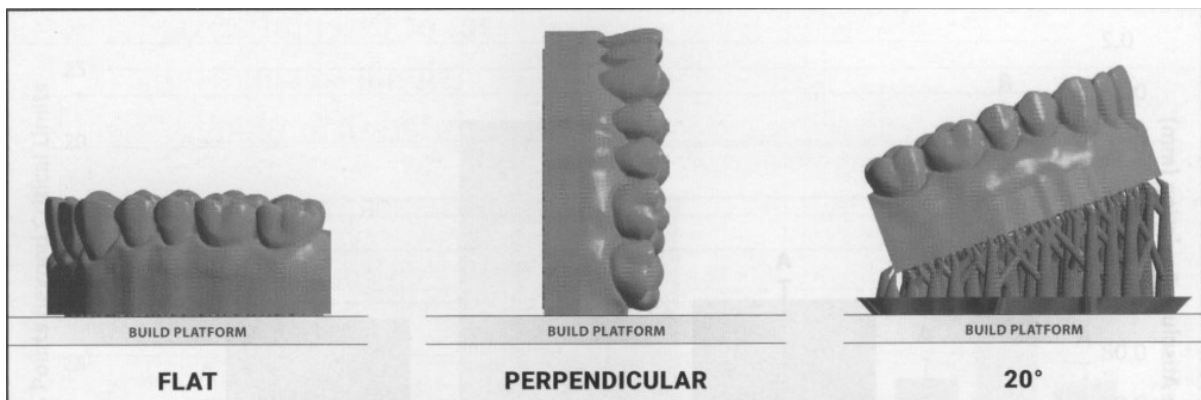 BUILD PLATFORM
BUILD PLATFORM
BUILD PLATFORM
FLAT
PERPENDICULAR
20°